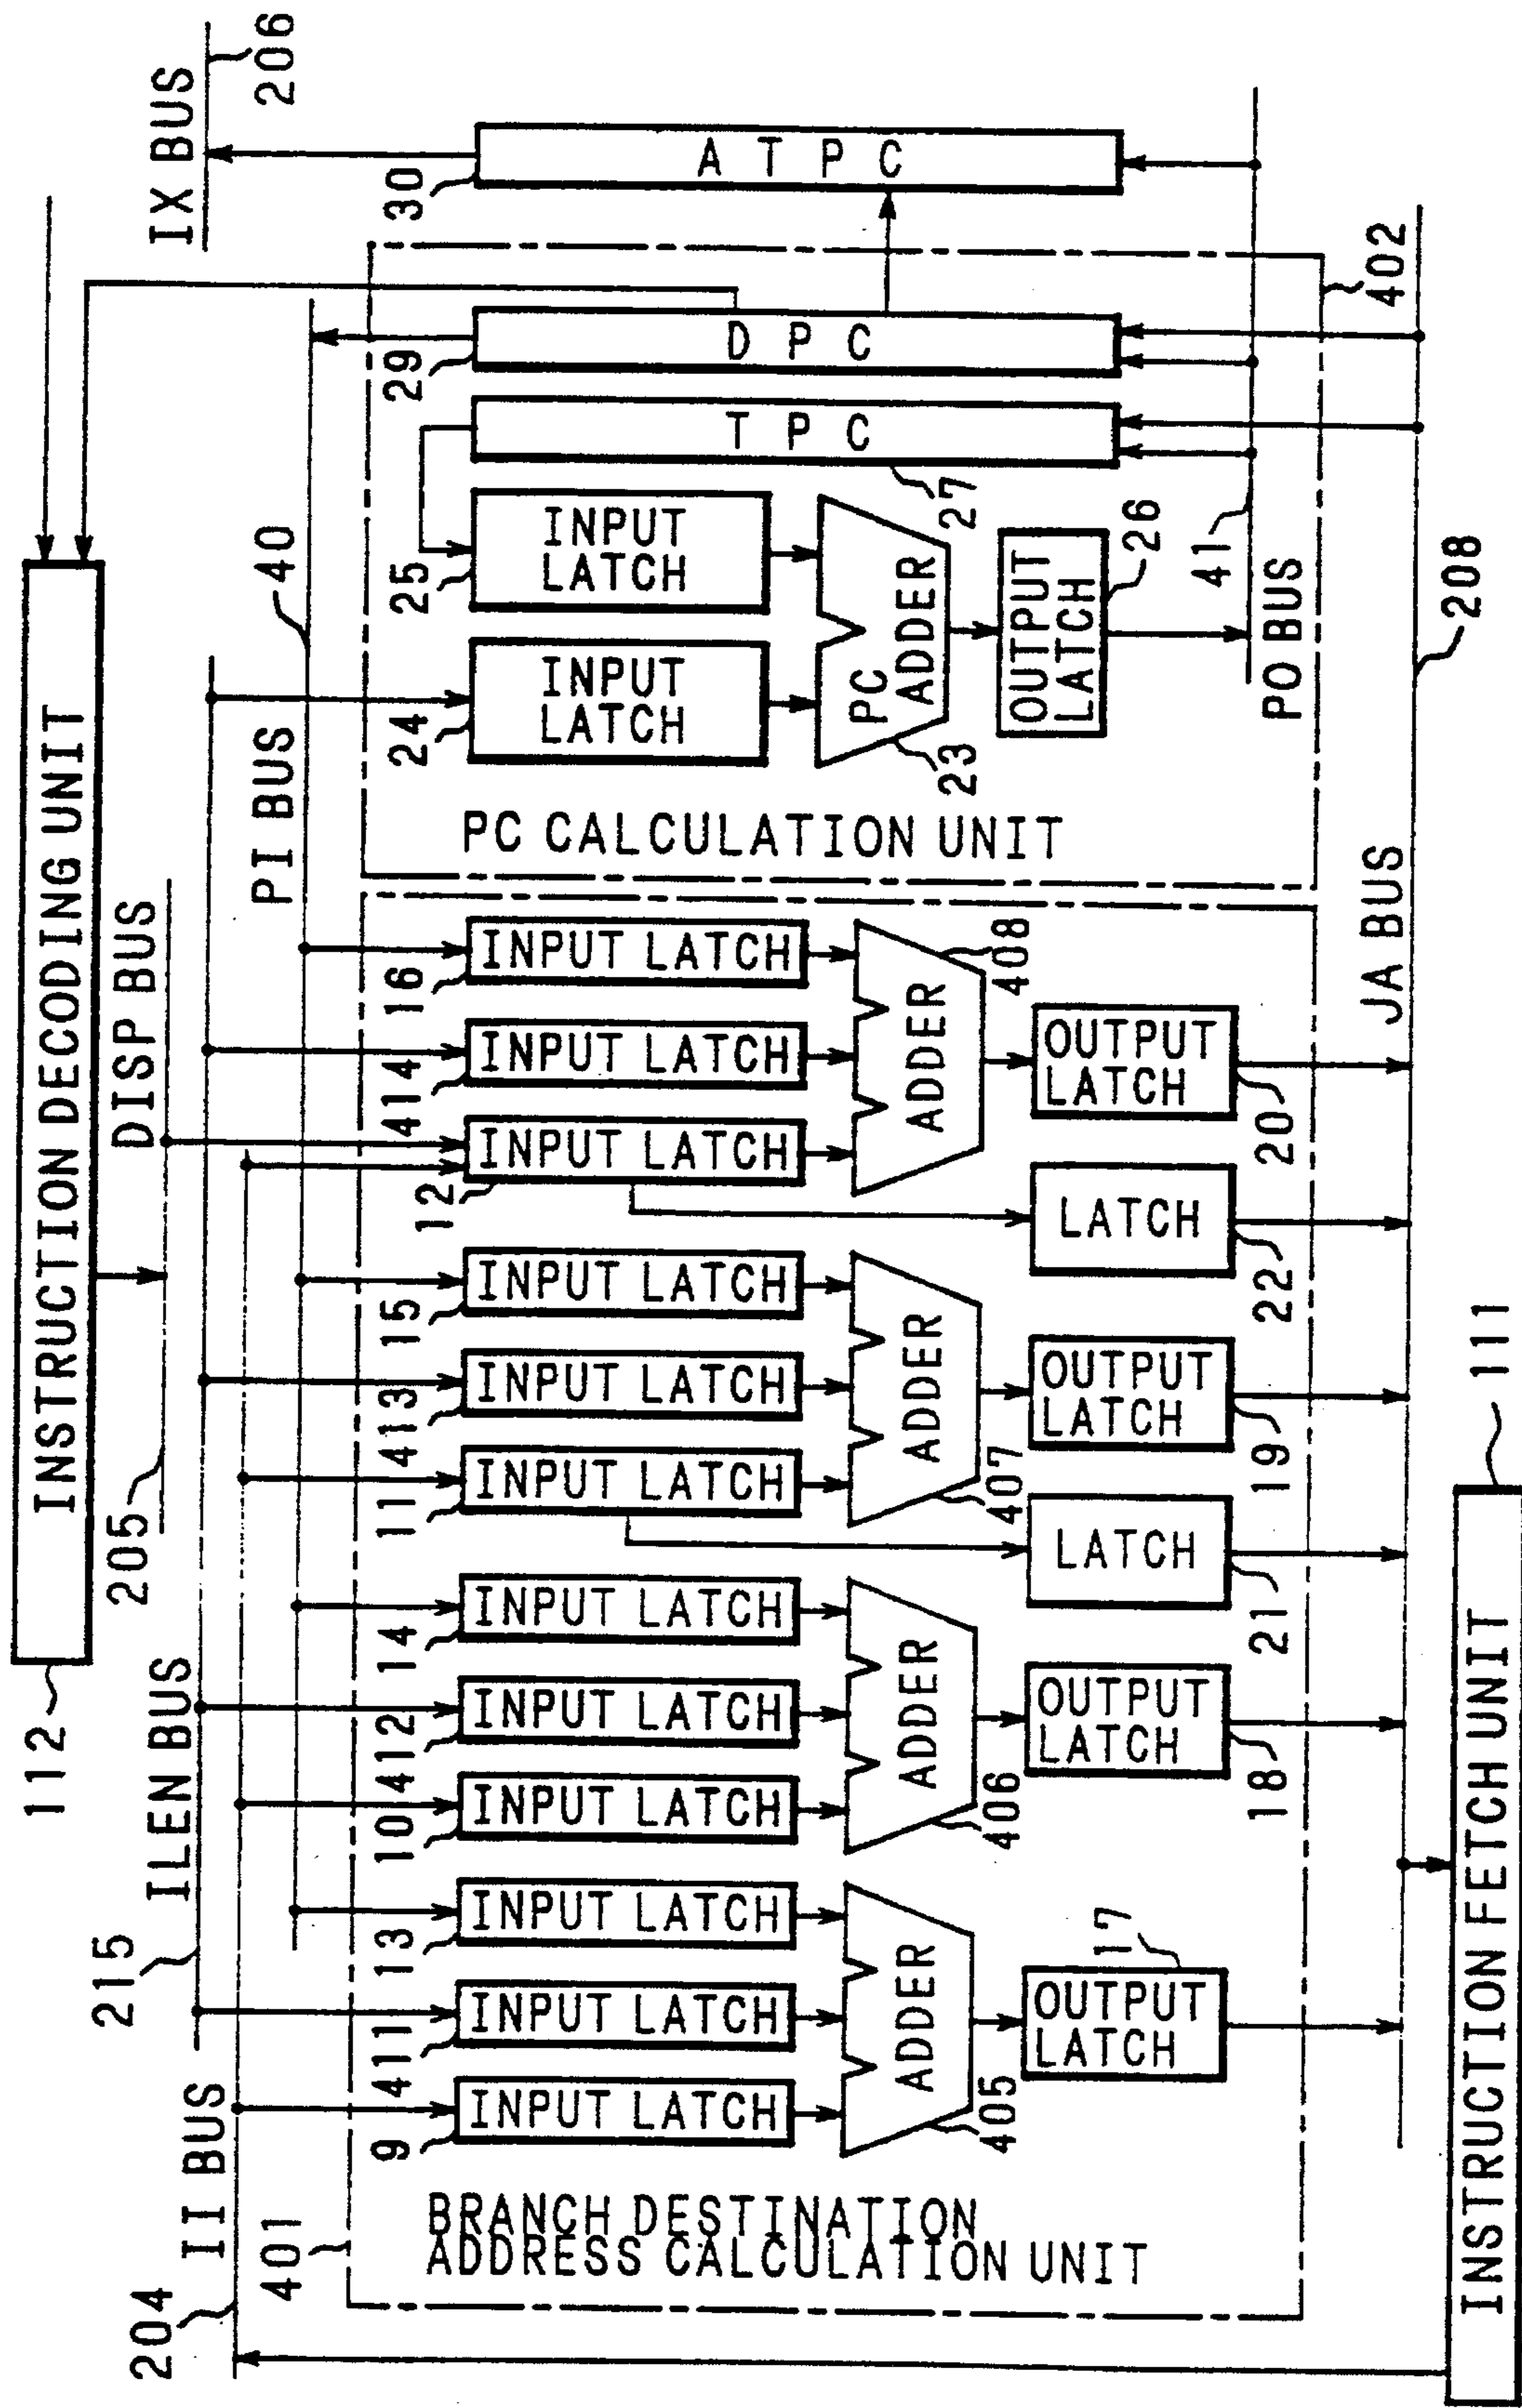 112
INSTRUCTION DECODING UNIT
IX BUS
206
DISP BUS
205
ILEN BUS
215
II BUS
204
PI BUS
40
401
9
INPUT LATCH
411
INPUT LATCH
13
INPUT LATCH
10
INPUT LATCH
412
INPUT LATCH
14
INPUT LATCH
11
INPUT LATCH
413
INPUT LATCH
15
INPUT LATCH
12
INPUT LATCH
414
INPUT LATCH
16
INPUT LATCH
24
INPUT
LATCH
25
INPUT
LATCH
TPC
27
29
DPC
30
ATPC
ADDER
405
ADDER
406
ADDER
407
ADDER
408
PC
ADDER
23
OUTPUT
LATCH
17
OUTPUT
LATCH
18
LATCH
21
OUTPUT
LATCH
19
LATCH
22
OUTPUT
LATCH
20
OUTPUT
LATCH
26
BRANCH DESTINATION
ADDRESS CALCULATION UNIT
PC CALCULATION UNIT
PO BUS
41
402
JA BUS
208
INSTRUCTION FETCH UNIT
111